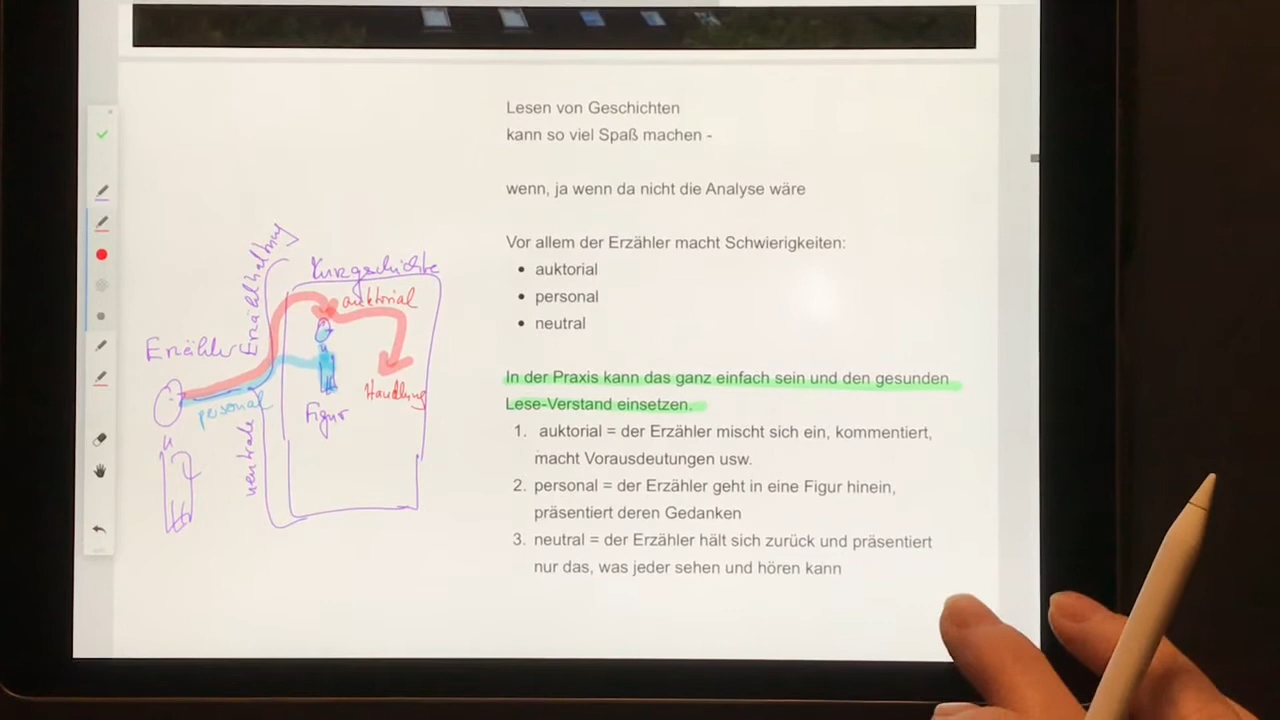 Lesen von Geschichten
kann so viel Spaß machen -
wenn, ja wenn da nicht die Analyse wäre
Vor allem der Erzähler macht Schwierigkeiten:
• auktorial
• personal
• neutral
In der Praxis kann das ganz einfach sein und den gesunden
Lese-Verstand einsetzen.
1. auktorial = der Erzähler mischt sich ein, kommentiert,
macht Vorausdeutungen usw.
2. personal = der Erzähler geht in eine Figur hinein,
präsentiert deren Gedanken
3. neutral = der Erzähler hält sich zurück und präsentiert
nur das, was jeder sehen und hören kann
Kurzgeschichte
auktorial
Erzähler
personal
Figur
Handlung
neutrale
Erzählhaltung